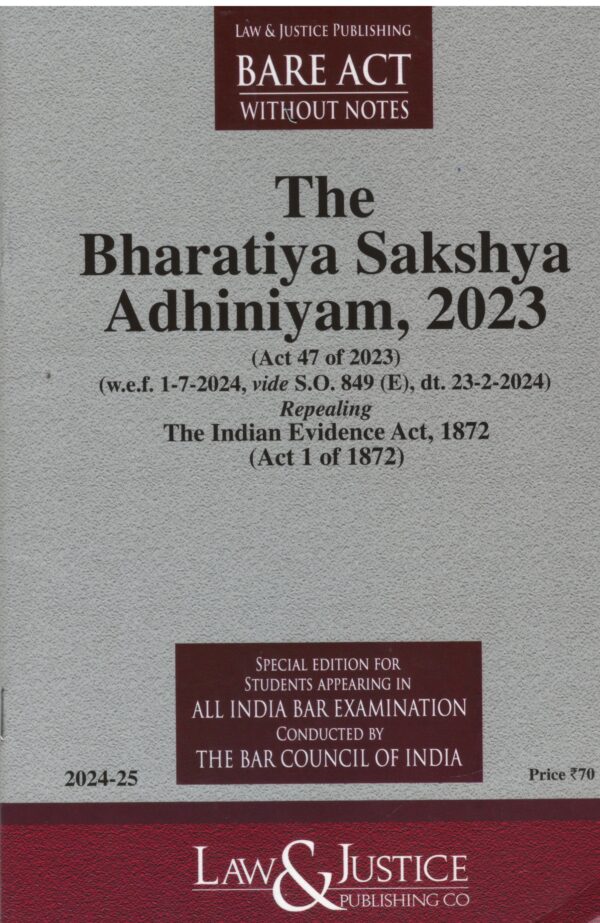 LAW & JUSTICE PUBLISHING
BARE ACT
WITHOUT NOTES
The
Bharatiya Sakshya
Adhiniyam, 2023
(Act 47 of 2023)
(w.e.f. 1-7-2024, vide S.O. 849 (E), dt. 23-2-2024)
Repealing
The Indian Evidence Act, 1872
(Act 1 of 1872)
SPECIAL EDITION FOR
STUDENTS APPEARING IN
ALL INDIA BAR EXAMINATION
CONDUCTED BY
THE BAR COUNCIL OF INDIA
2024-25
Price ₹70
LAW & JUSTICE
PUBLISHING CO